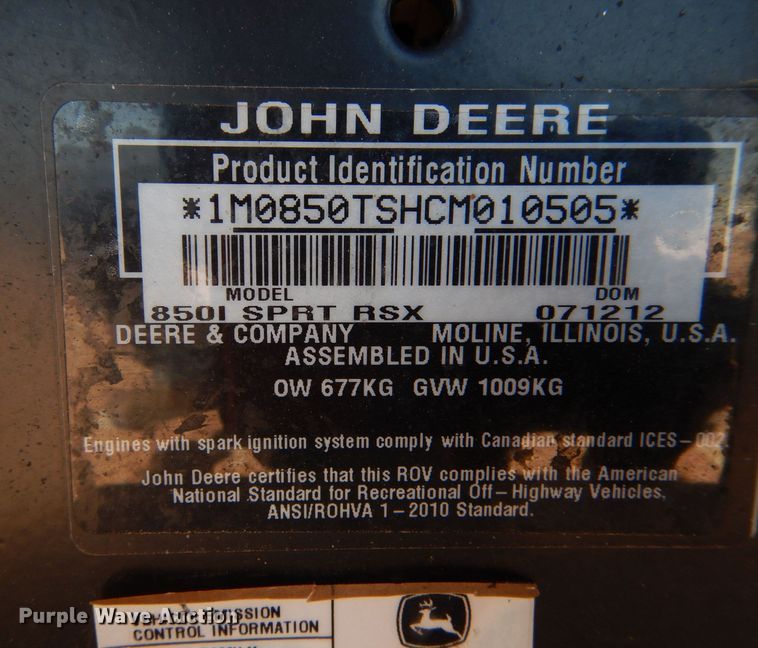 JOHN DEERE
Product Identification Number
*1M0850TSHCM010505*
MODEL DOM
850I SPRT RSX 071212
DEERE & COMPANY MOLINE, ILLINOIS, U.S.A.
ASSEMBLED IN U.S.A.
OW 677KG GVW 1009KG
Engines with spark ignition system comply with Canadian standard ICES-002.
John Deere certifies that this ROV complies with the American
National Standard for Recreational Off-Highway Vehicles,
ANSI/ROHVA 1-2010 Standard.
Purple Wave Auction
CONTROL INFORMATION